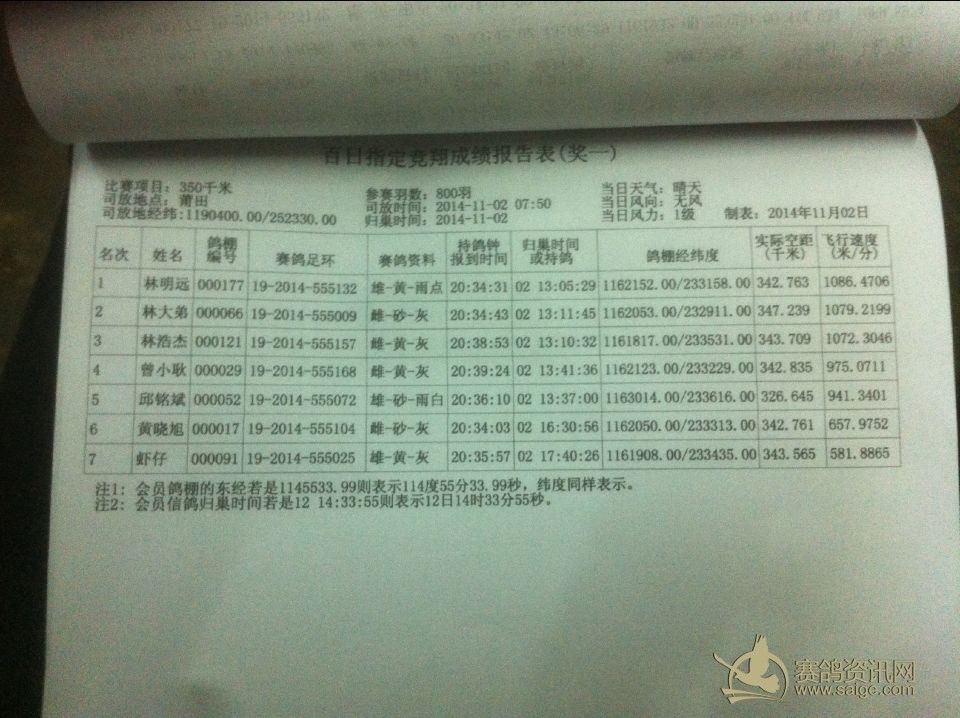 百日指定竞翔成绩报告表(奖一)
比赛项目: 350千米 参赛羽数: 800羽 当日天气: 晴天
司放地点: 莆田 司放时间: 2014-11-02 07:50 当日风向: 无风
司放地经纬:1190400.00/252330.00 归巢时间: 2014-11-02 当日风力: 1级 制表: 2014年11月02日
名次 姓名 鸽棚编号 赛鸽足环 赛鸽资料 待鸽钟报到时间 归巢时间或待鸽 鸽棚经纬度 实际空距(千米) 飞行速度(米/分)
1 林明远 000177 19-2014-555132 雄-黄-雨点 20:34:31 02 13:05:29 1162152.00/233158.00 342.763 1086.4706
2 林大弟 000066 19-2014-555009 雌-砂-灰 20:34:43 02 13:11:45 1162053.00/232911.00 347.239 1079.2199
3 林浩杰 000121 19-2014-555157 雌-黄-灰 20:38:53 02 13:10:32 1161817.00/233531.00 343.709 1072.3046
4 曾小耿 000029 19-2014-555168 雌-黄-灰 20:39:24 02 13:41:36 1162123.00/233229.00 342.835 975.0711
5 邱铭斌 000052 19-2014-555072 雄-砂-雨白 20:36:10 02 13:37:00 1163014.00/233616.00 326.645 941.3401
6 黄晓旭 000017 19-2014-555104 雌-砂-灰 20:34:03 02 16:30:56 1162050.00/233313.00 342.761 657.9752
7 虾仔 000091 19-2014-555025 雄-黄-灰 20:35:57 02 17:40:26 1161908.00/233435.00 343.565 581.8865
注1: 会员鸽棚的东经若是1145533.99则表示114度55分33.99秒，纬度同样表示。
注2: 会员信鸽归巢时间若是12 14:33:55则表示12日14时33分55秒。
赛鸽资讯网
www.saige.com